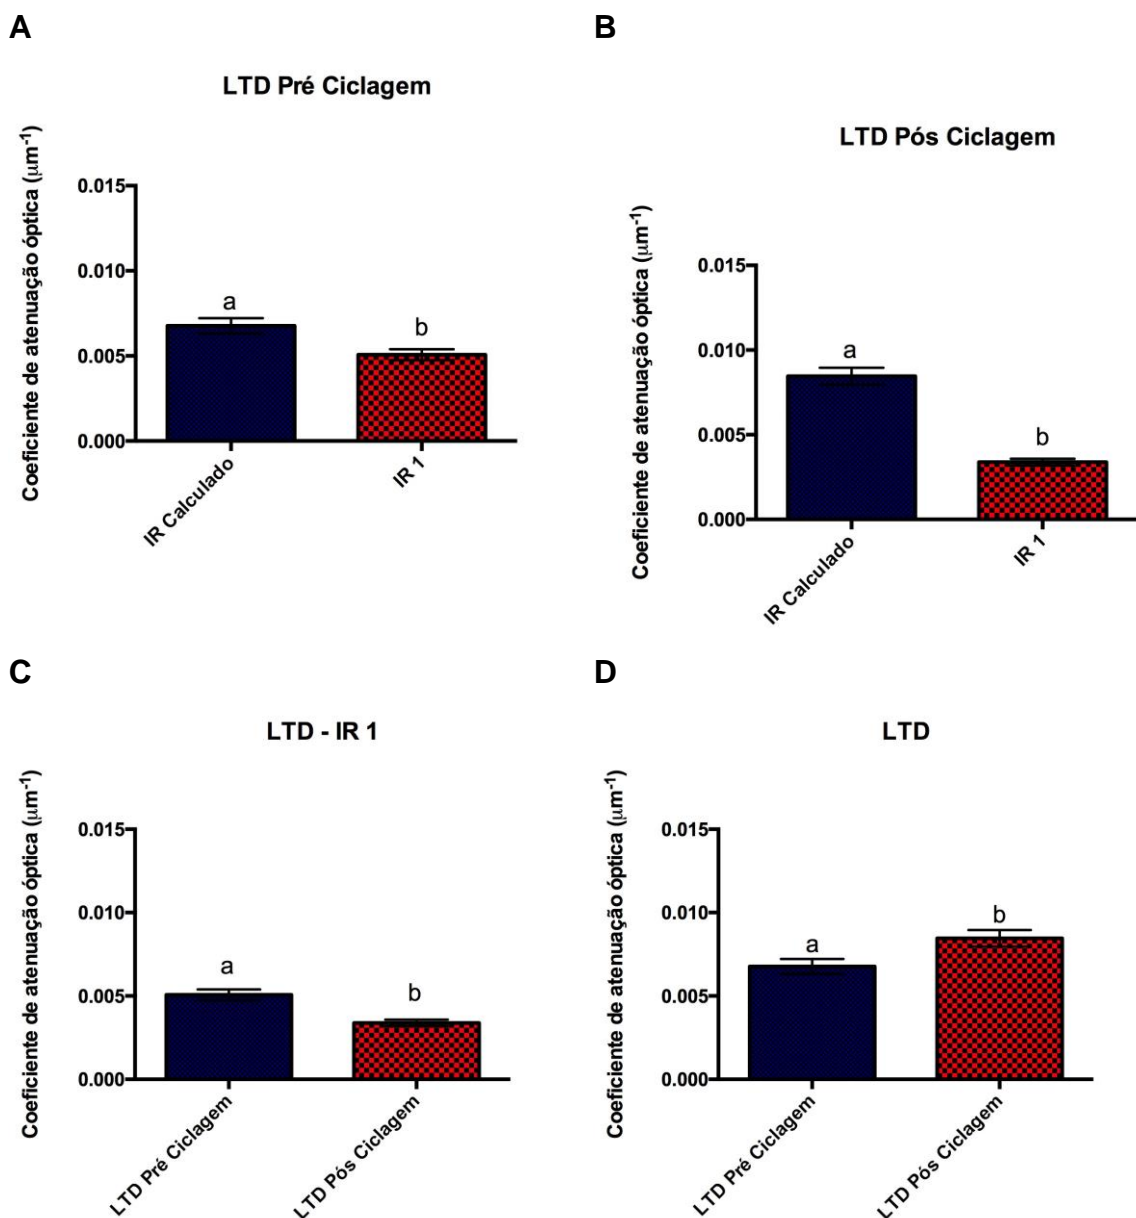 A
LTD Pré Ciclagem
Coeficiente de atenuação óptica (μm⁻¹)
0.015
0.010
0.005
0.000
a
b
IR Calculado
IR 1
B
LTD Pós Ciclagem
Coeficiente de atenuação óptica (μm⁻¹)
0.015
0.010
0.005
0.000
a
b
IR Calculado
IR 1
C
LTD - IR 1
Coeficiente de atenuação óptica (μm⁻¹)
0.015
0.010
0.005
0.000
a
b
LTD Pré Ciclagem
LTD Pós Ciclagem
D
LTD
Coeficiente de atenuação óptica (μm⁻¹)
0.015
0.010
0.005
0.000
a
b
LTD Pré Ciclagem
LTD Pós Ciclagem